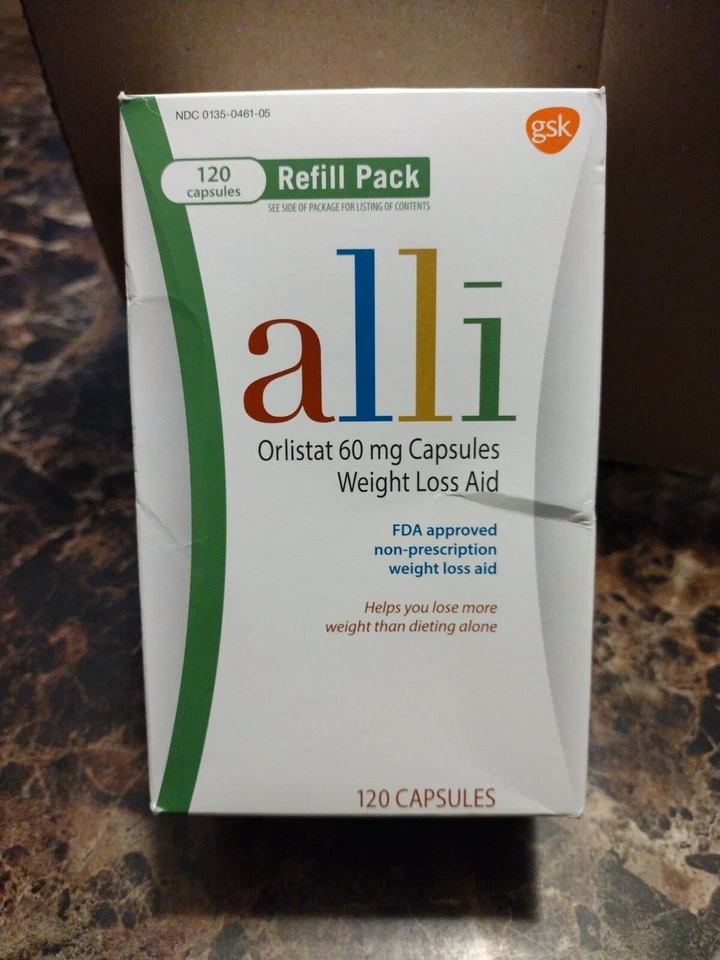 NDC 0135-0461-05
gsk
120
capsules
Refill Pack
SEE SIDE OF PACKAGE FOR LISTING OF CONTENTS
alli
Orlistat 60 mg Capsules
Weight Loss Aid
FDA approved
non-prescription
weight loss aid
Helps you lose more
weight than dieting alone
120 CAPSULES